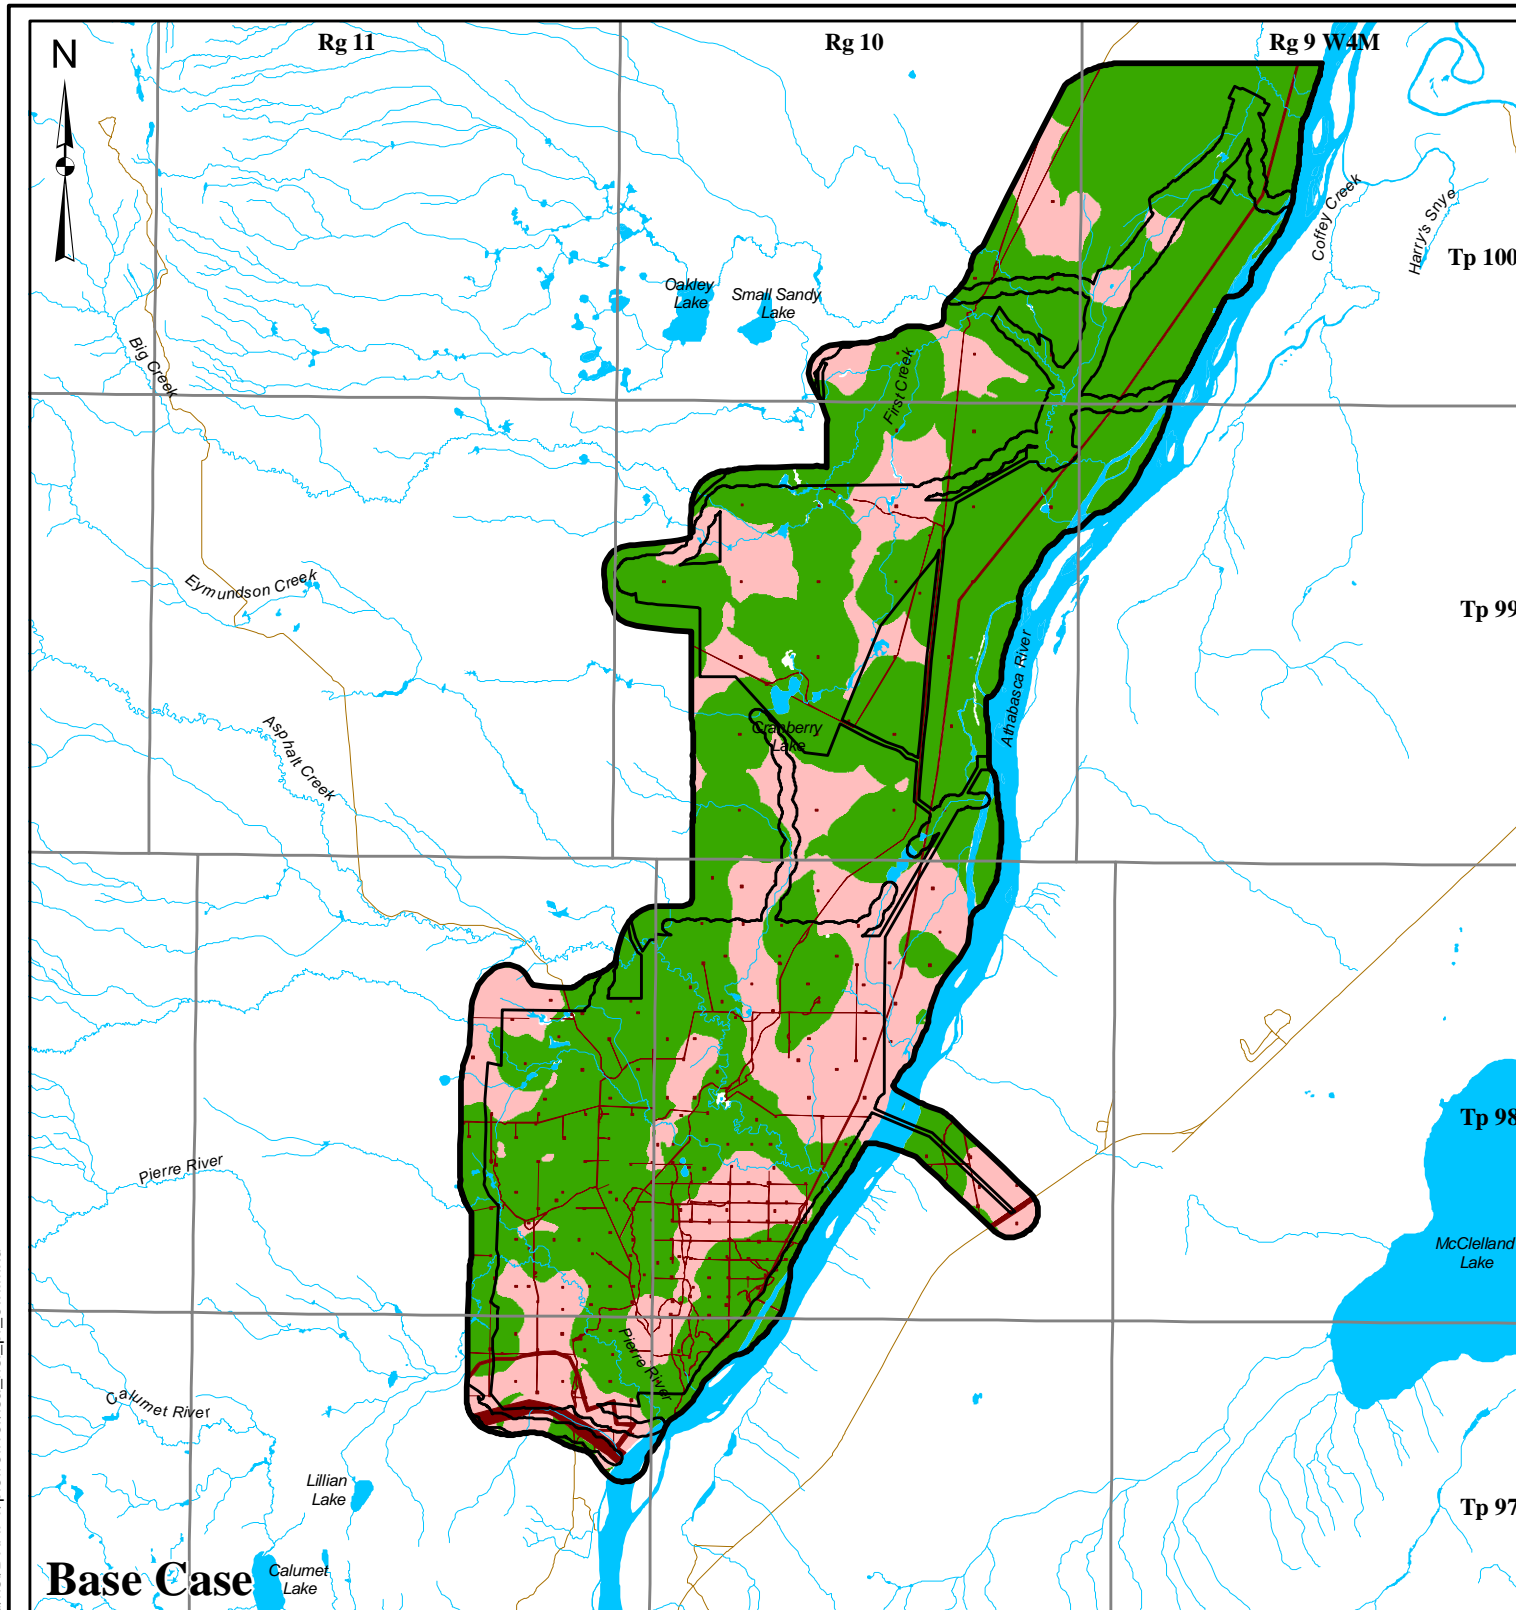 N
Rg 11
Rg 10
Rg 9 W4M
Coffey Creek
Harry's Snye
Tp 100
Oakley
Lake
Small Sandy
Lake
Big Creek
First Creek
Eymundson Creek
Tp 99
Athabasca River
Asphalt Creek
Cranberry
Lake
Tp 98
Pierre River
McClelland
Lake
Pierre River
Calumet River
Lillian
Lake
Tp 97
Base Case
Calumet
Lake